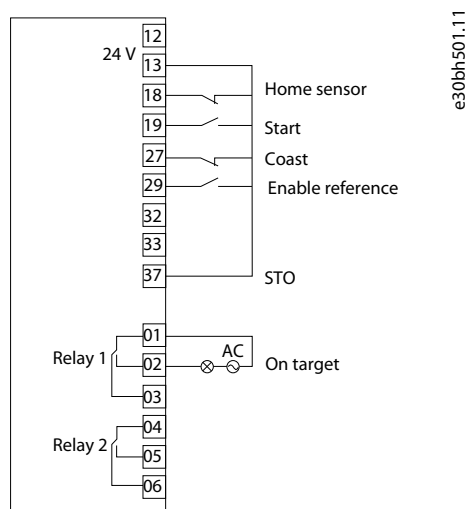 12
24 V
13
18 Home sensor
19 Start
27 Coast
29 Enable reference
32
33
37 STO
01
Relay 1 02 AC On target
03
04
Relay 2 05
06
e30bh501.11